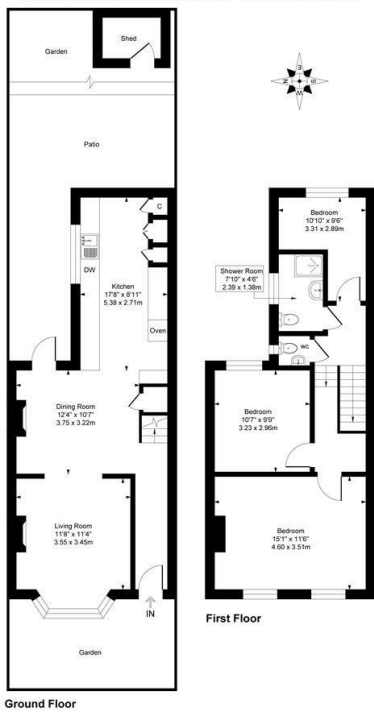 Garden
Shed
Patio
C
DW
Kitchen
17'8" x 8'11"
5.38 x 2.71m
Oven
Dining Room
12'4" x 10'7"
3.75 x 3.22m
Living Room
11'8" x 11'4"
3.55 x 3.45m
IN
Garden
Ground Floor
N
E
S
W
Bedroom
10'10" x 9'6"
3.31 x 2.89m
Shower Room
7'10" x 4'6"
2.39 x 1.38m
WC
Bedroom
10'7" x 9'9"
3.23 x 2.96m
Bedroom
15'1" x 11'6"
4.60 x 3.51m
First Floor